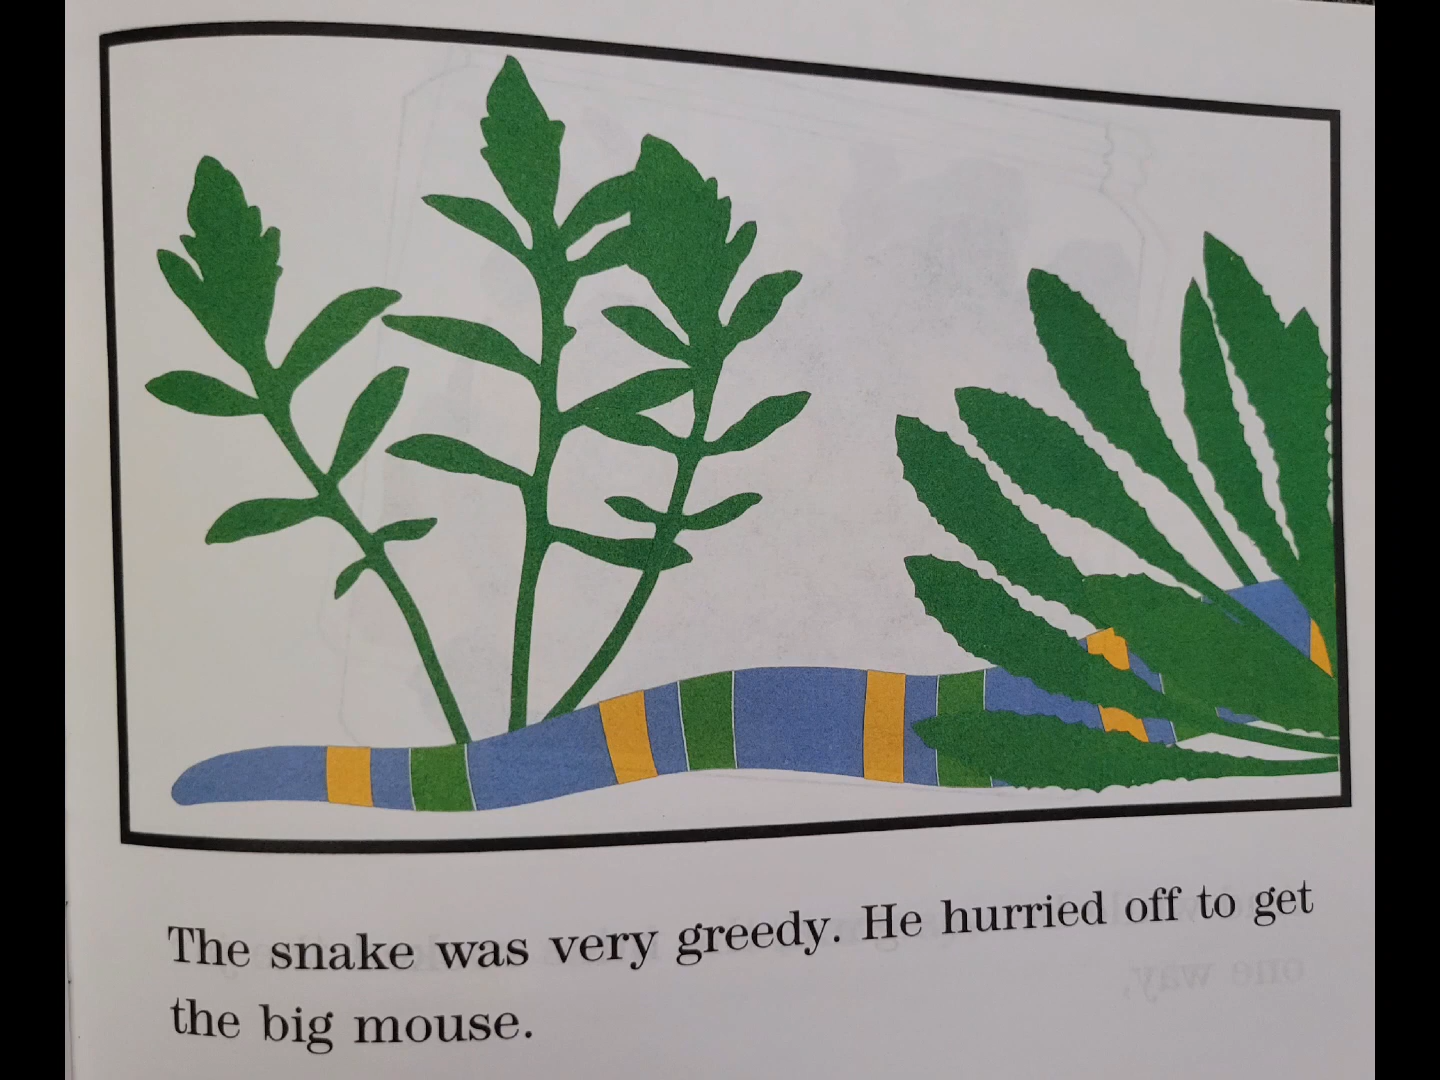 The snake was very greedy. He hurried off to get
the big mouse.